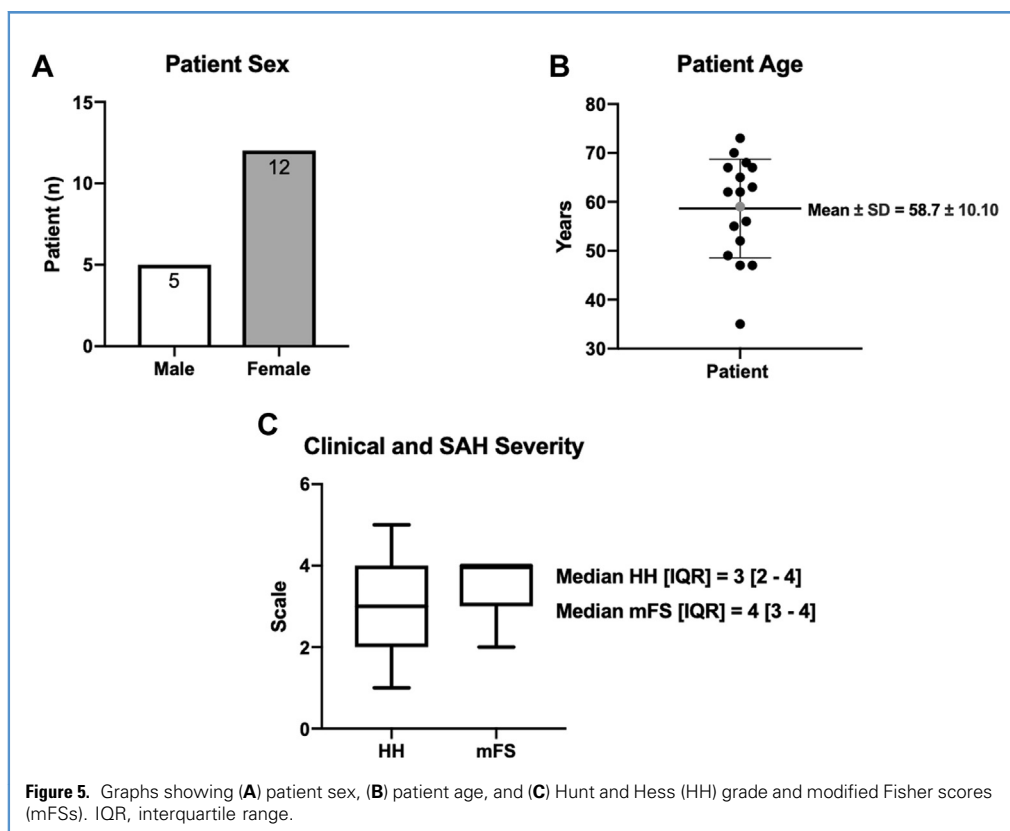 A
Patient Sex
15
10
5
0
Patient (n)
5
12
Male
Female
B
Patient Age
80
70
60
50
40
30
Years
Mean ± SD = 58.7 ± 10.10
Patient
C
Clinical and SAH Severity
6
4
2
0
Scale
Median HH [IQR] = 3 [2 - 4]
Median mFS [IQR] = 4 [3 - 4]
HH
mFS
Figure 5. Graphs showing (A) patient sex, (B) patient age, and (C) Hunt and Hess (HH) grade and modified Fisher scores
(mFSs). IQR, interquartile range.